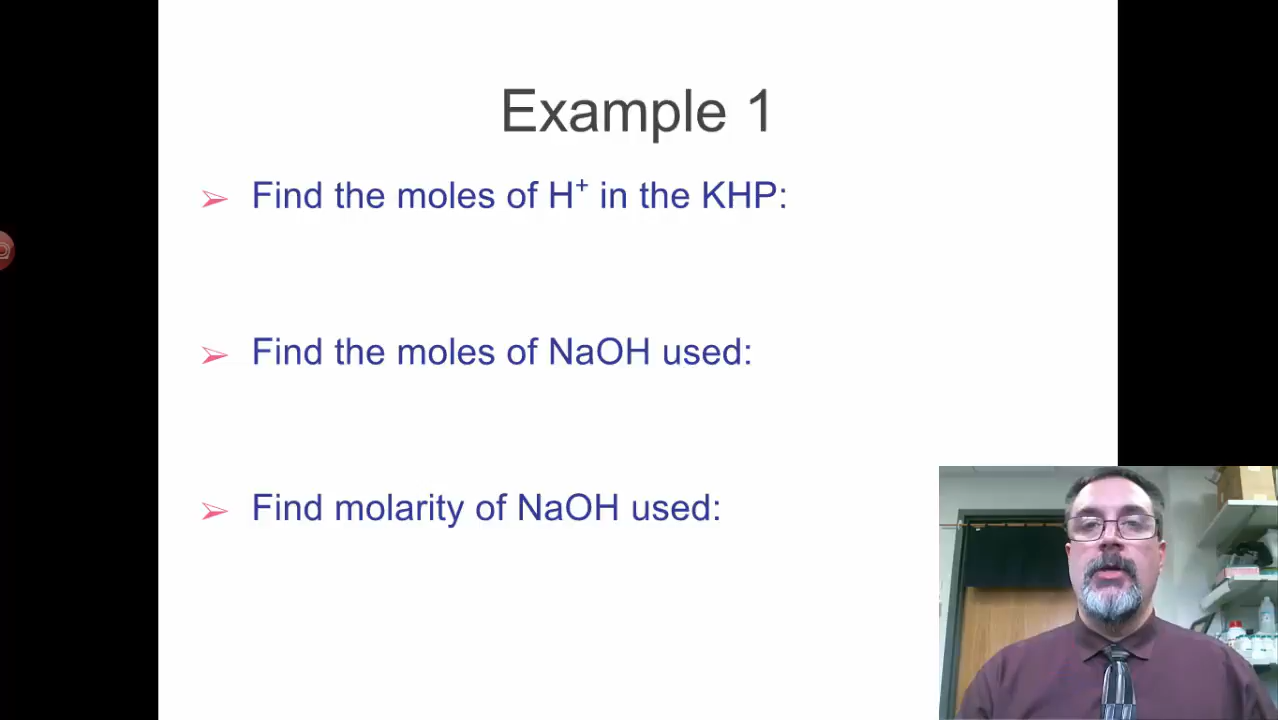 Example 1
➢ Find the moles of H⁺ in the KHP:
➢ Find the moles of NaOH used:
➢ Find molarity of NaOH used: